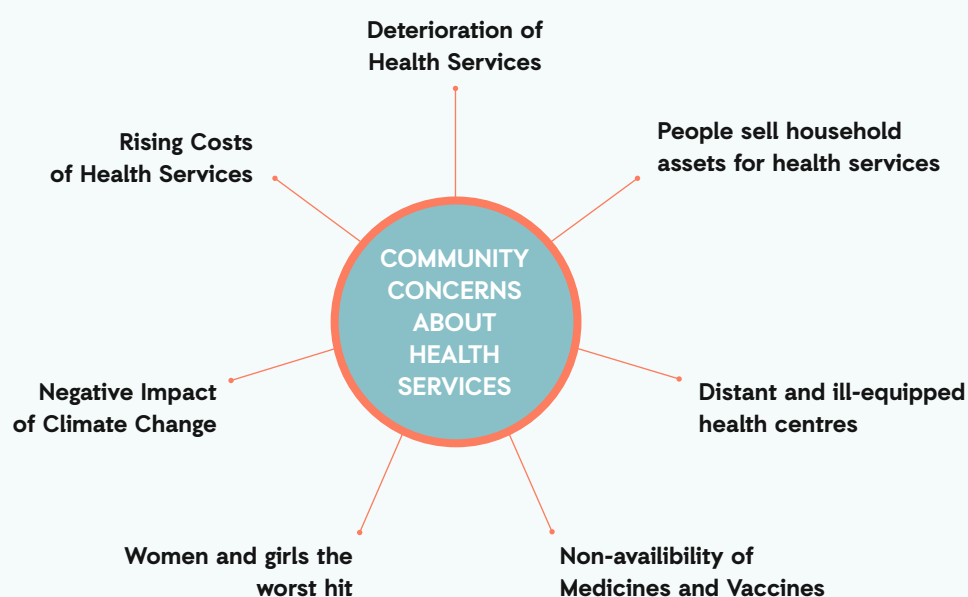 Deterioration of
Health Services
People sell household
assets for health services
Distant and ill-equipped
health centres
Non-availibility of
Medicines and Vaccines
Women and girls the
worst hit
Negative Impact
of Climate Change
Rising Costs
of Health Services
COMMUNITY
CONCERNS
ABOUT
HEALTH
SERVICES